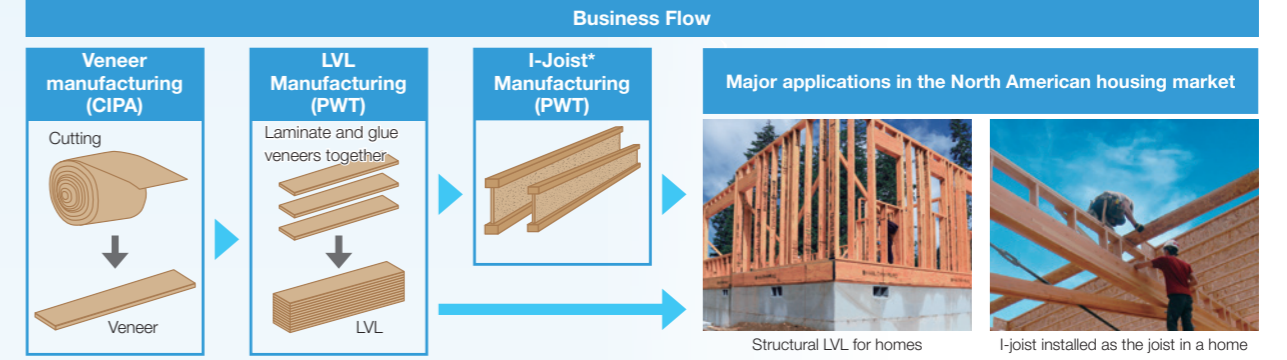 Business Flow
Veneer
manufacturing
(CIPA)
Cutting
Veneer
LVL
Manufacturing
(PWT)
Laminate and glue
veneers together
LVL
I-Joist*
Manufacturing
(PWT)
Major applications in the North American housing market
Structural LVL for homes
I-joist installed as the joist in a home